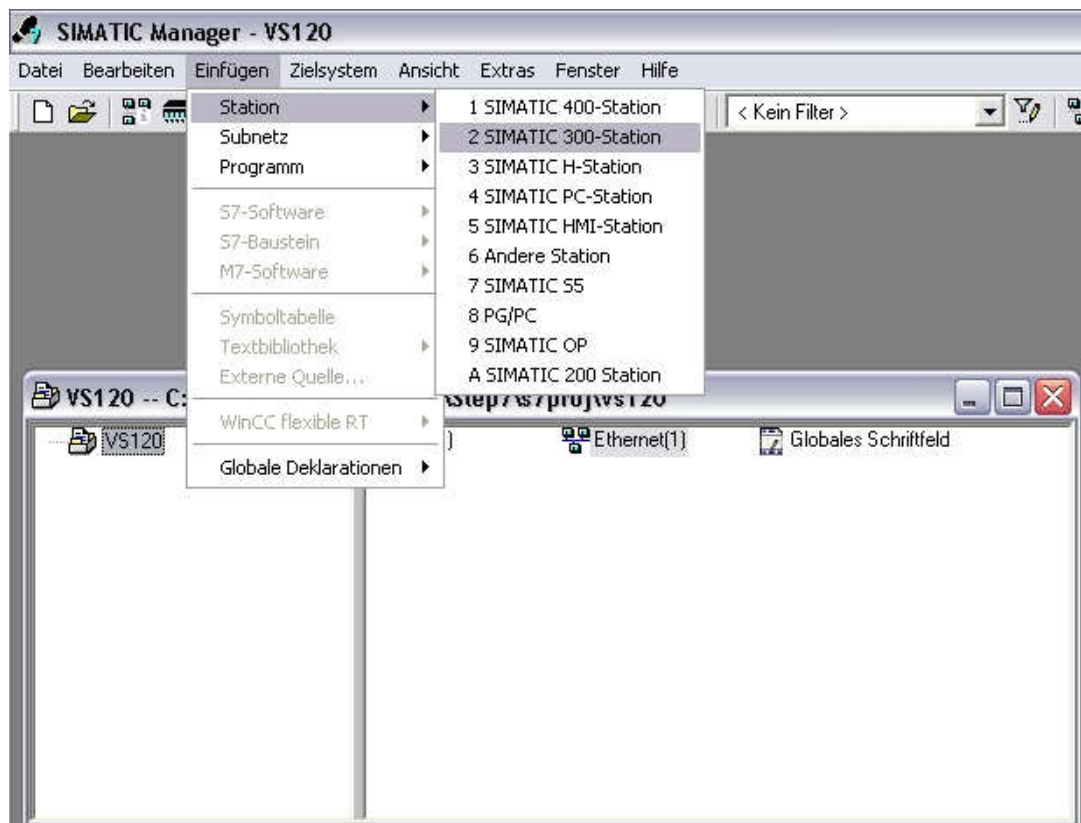 SIMATIC Manager - VS120
Datei Bearbeiten Einfügen Zielsystem Ansicht Extras Fenster Hilfe
< Kein Filter >
Station
Subnetz
Programm
S7-Software
S7-Baustein
M7-Software
Symboltabelle
Textbibliothek
Externe Quelle...
WinCC flexible RT
Globale Deklarationen
1 SIMATIC 400-Station
2 SIMATIC 300-Station
3 SIMATIC H-Station
4 SIMATIC PC-Station
5 SIMATIC HMI-Station
6 Andere Station
7 SIMATIC S5
8 PG/PC
9 SIMATIC OP
A SIMATIC 200 Station
VS120 -- C: \Step7\s7proj\VS120
VS120 ) Ethernet(1) Globales Schriftfeld